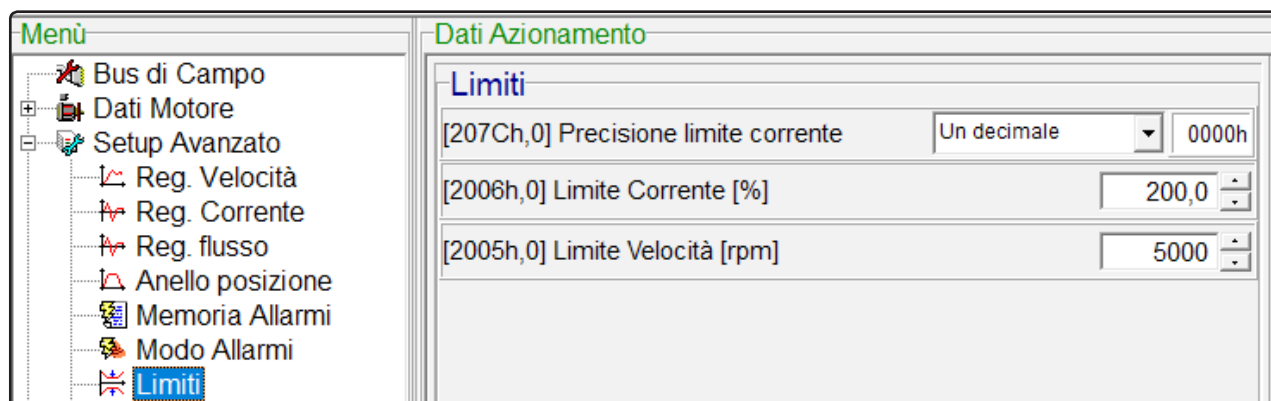 Menù
Bus di Campo
Dati Motore
Setup Avanzato
Reg. Velocità
Reg. Corrente
Reg. flusso
Anello posizione
Memoria Allarmi
Modo Allarmi
Limiti
Dati Azionamento
Limiti
[207Ch,0] Precisione limite corrente Un decimale 0000h
[2006h,0] Limite Corrente [%] 200,0
[2005h,0] Limite Velocità [rpm] 5000